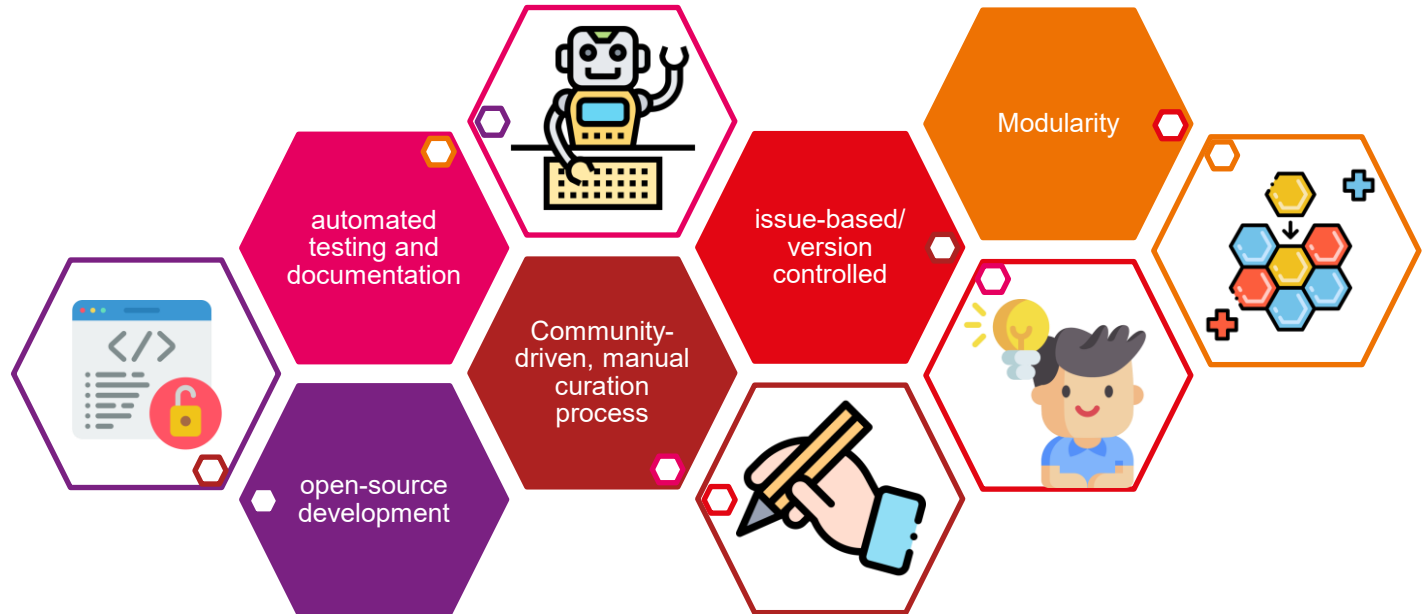 automated
testing and
documentation
open-source
development
Community-
driven, manual
curation
process
issue-based/
version
controlled
Modularity